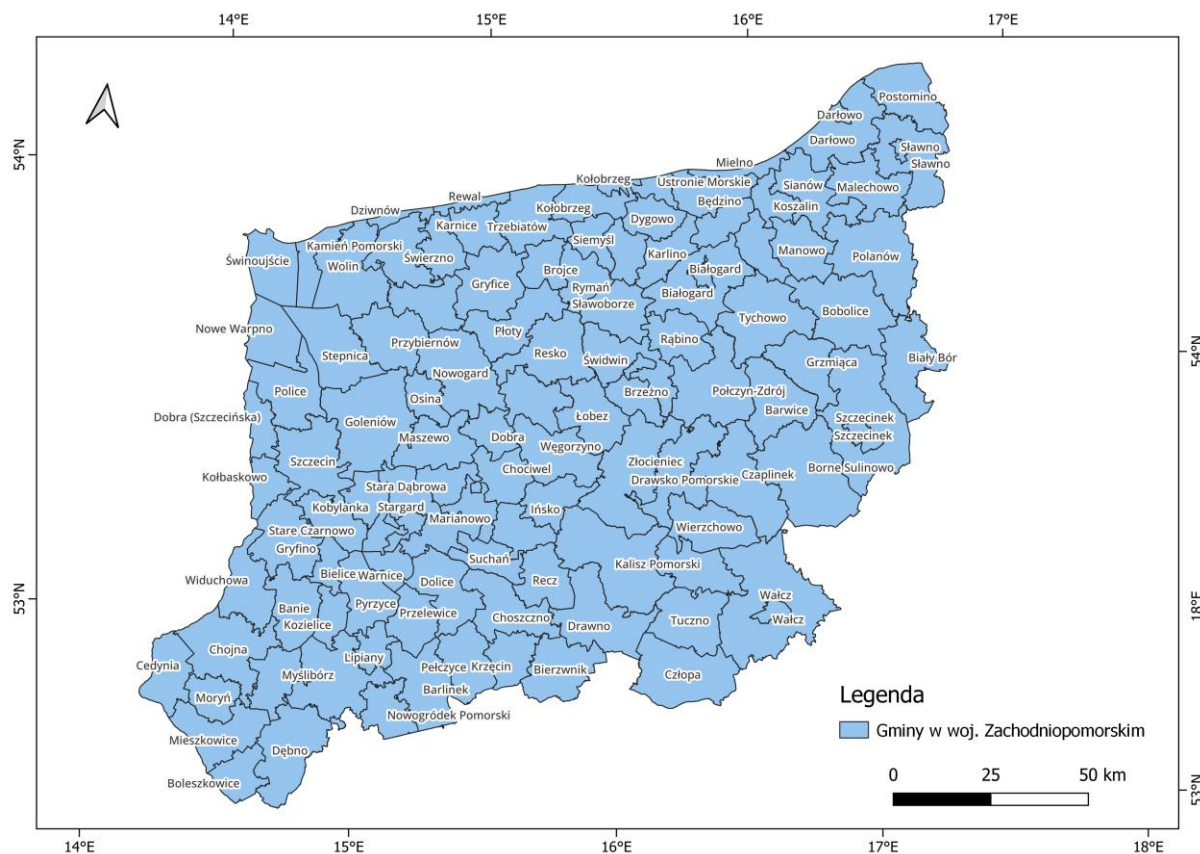 14°E 15°E 16°E 17°E
Postomino
Darłowo
Darłowo
54°N
Sławno
Sławno
Mielno
Kołobrzeg
Ustronie Morskie
Sianów
Malechowo
Rewal
Będzino
Koszalin
Dziwnów
Kołobrzeg
Dygowo
Karnice
Trzebiatów
Siemyśl
Kamień Pomorski
Manowo
Karlino
Polanów
Świerzno
Świnoujście
Wolin
Brojce
Białogard
Gryfice
Rymań
Białogard
Sławoborze
Bobolice
Tychowo
Nowe Warpno
Płoty
Rąbino
Przybiernów
Stepnica
Resko
Świdwin
54°N
Biały Bór
Grzmiąca
Nowogard
Police
Brzeżno
Połczyn-Zdrój
Osina
Barwice
Dobra (Szczecińska)
Goleniów
Łobez
Szczecinek
Maszewo
Dobra
Szczecinek
Węgorzyno
Szczecin
Złocieniec
Chociwel
Borne Sulinowo
Kołbaskowo
Drawsko Pomorskie
Czaplinek
Stara Dąbrowa
Kobylanka
Stargard
Ińsko
Marianowo
Wierzchowo
Stare Czarnowo
Gryfino
Suchań
Kalisz Pomorski
Widuchowa
Bielice
Warnice
Dolice
Recz
53°N
Wałcz
18°E
Banie
Pyrzyce
Przelewice
Choszczno
Tuczno
Wałcz
Kozielice
Drawno
Chojna
Lipiany
Cedynia
Pełczyce
Krzęcin
Bierzwnik
Myślibórz
Człopa
Barlinek
Moryń
Legenda
Nowogródek Pomorski
Gminy w woj. Zachodniopomorskim
Mieszkowice
Dębno
0 25 50 km
Boleszkowice
53°N
14°E 15°E 16°E 17°E 18°E